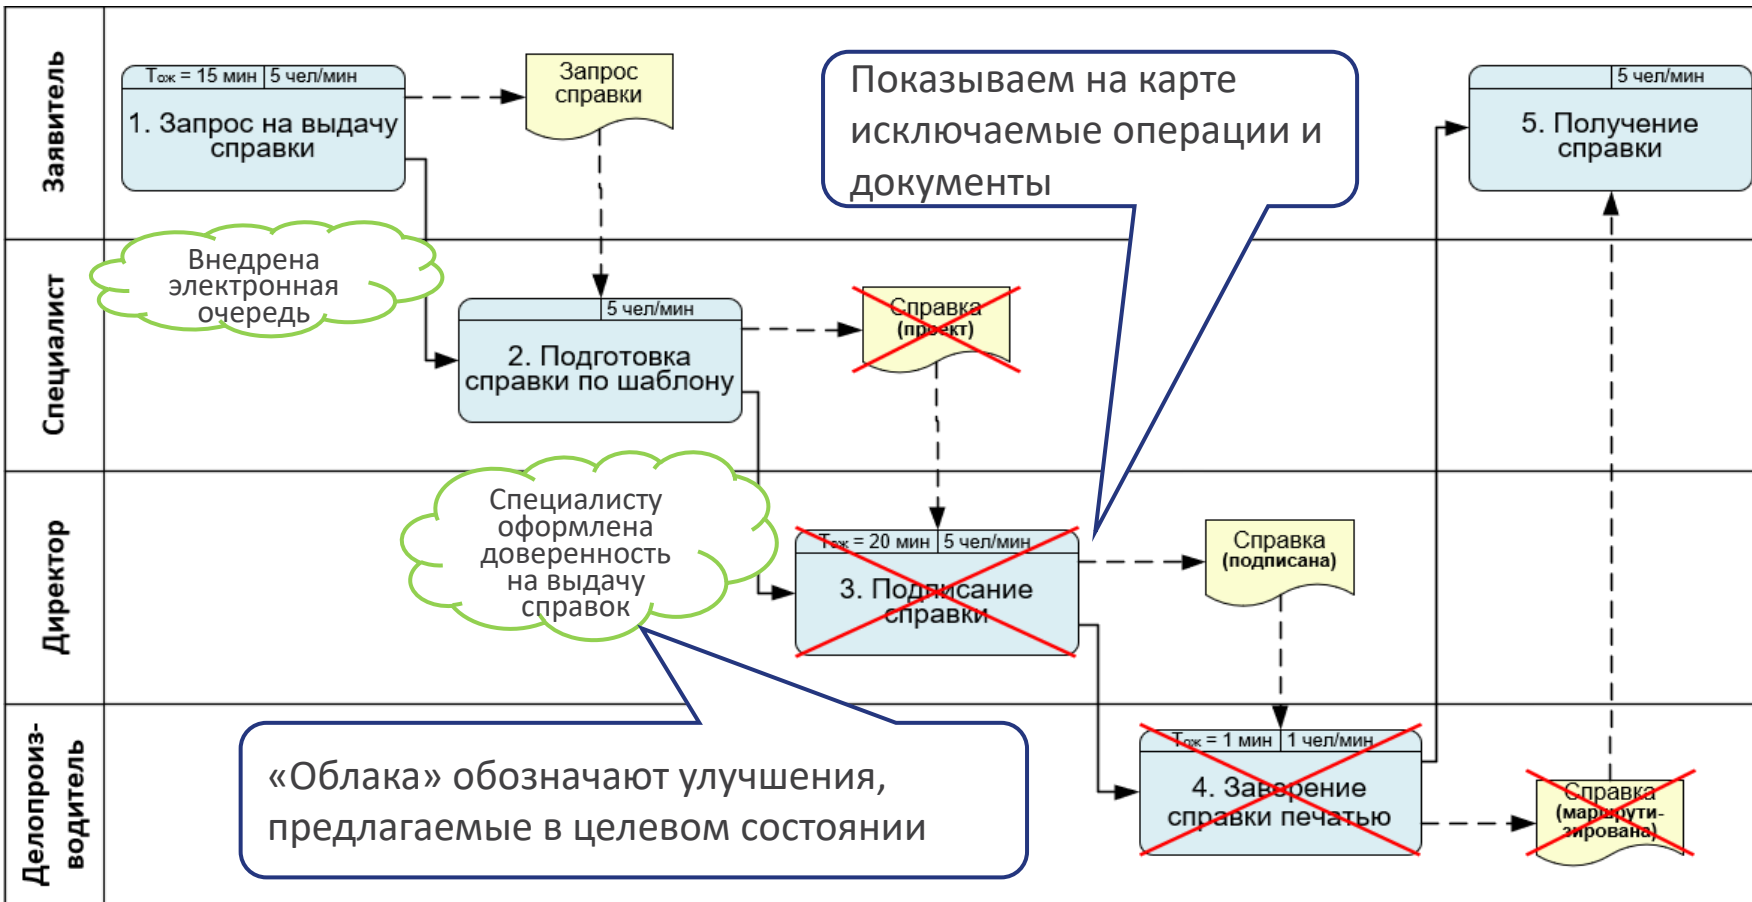 Заявитель
Tож = 15 мин
5 чел/мин
1. Запрос на выдачу
справки
Запрос
справки
Показываем на карте
исключаемые операции и
документы
5 чел/мин
5. Получение
справки
Внедрена
электронная
очередь
Специалист
5 чел/мин
2. Подготовка
справки по шаблону
Справка
(проект)
Директор
Специалисту
оформлена
доверенность
на выдачу
справок
Tож = 20 мин
5 чел/мин
3. Подписание
справки
Справка
(подписана)
Делопроиз-
водитель
«Облака» обозначают улучшения,
предлагаемые в целевом состоянии
Tож = 1 мин
1 чел/мин
4. Заверение
справки печатью
Справка
(маршрути-
зирована)